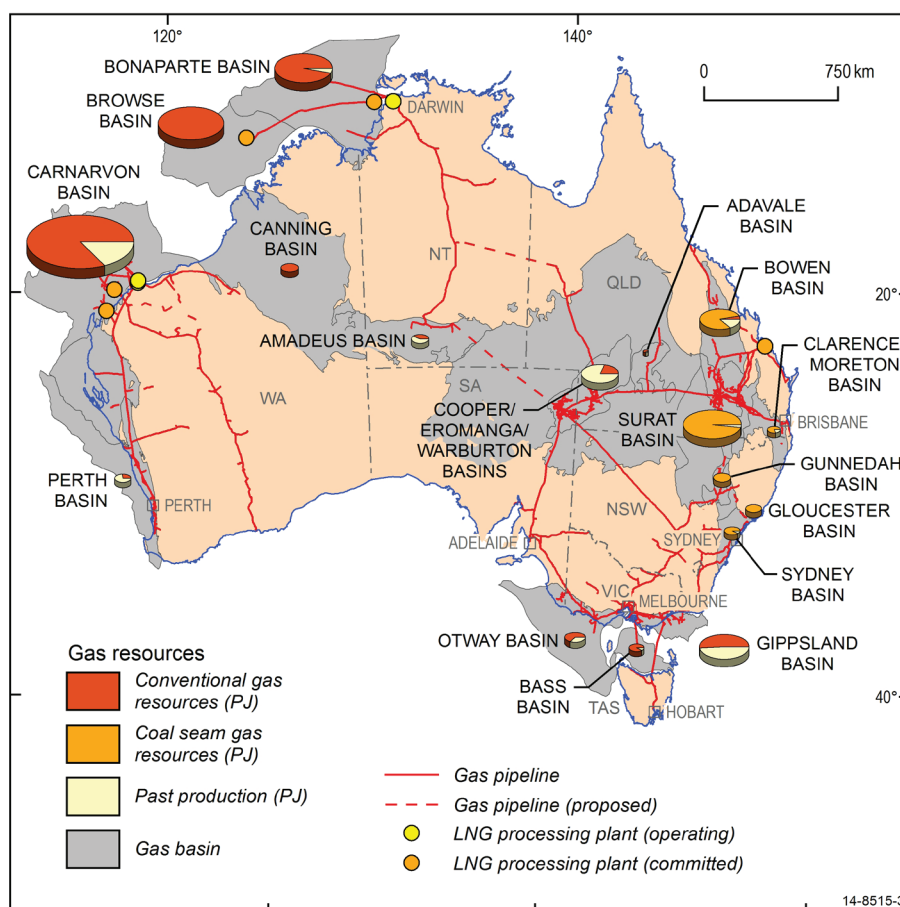 120°
140°
BONAPARTE BASIN
0
750 km
BROWSE
BASIN
DARWIN
CARNARVON
BASIN
ADAVALE
BASIN
CANNING
BASIN
NT
BOWEN
BASIN
QLD
20°
AMADEUS BASIN
CLARENCE
MORETON
BASIN
WA
SA
COOPER/
EROMANGA/
WARBURTON
BASINS
SURAT
BASIN
BRISBANE
GUNNEDAH
BASIN
PERTH
BASIN
PERTH
NSW
GLOUCESTER
BASIN
ADELAIDE
SYDNEY
SYDNEY
BASIN
VIC
MELBOURNE
OTWAY BASIN
GIPPSLAND
BASIN
BASS
BASIN
TAS
HOBART
40°
Gas resources
Conventional gas
resources (PJ)
Coal seam gas
resources (PJ)
Past production (PJ)
Gas basin
Gas pipeline
Gas pipeline (proposed)
LNG processing plant (operating)
LNG processing plant (committed)
14-8515-3